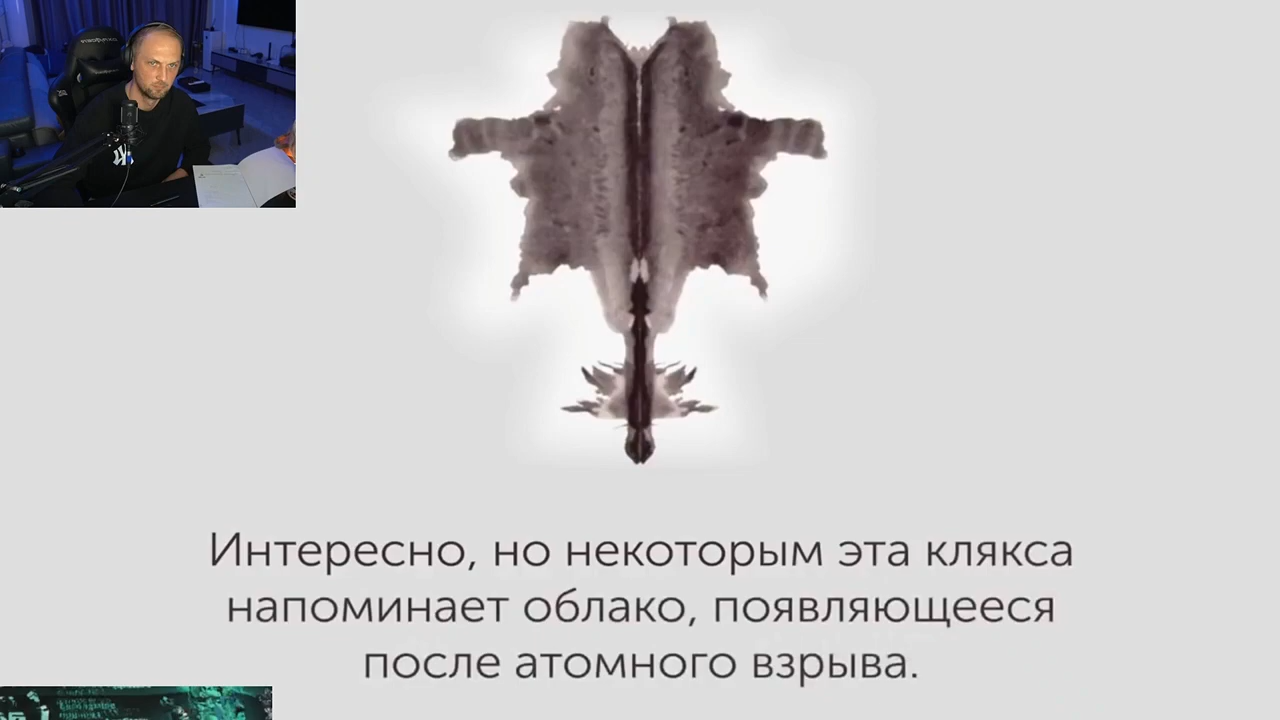 Интересно, но некоторым эта клякса
напоминает облако, появляющееся
после атомного взрыва.